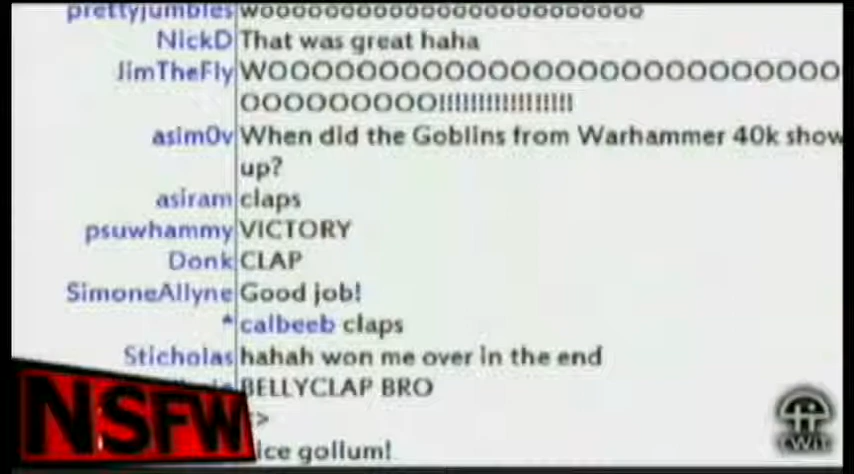 prettyjumbles wooooooooooooooooooooooooo
NickD That was great haha
JimTheFly WOOOOOOOOOOOOOOOOOOOOOOOOOOO
OOOOOOOOO!!!!!!!!!!!!!!!!!!
asim0v When did the Goblins from Warhammer 40k show
up?
asiram claps
psuwhammy VICTORY
Donk CLAP
SimoneAllyne Good job!
* calbeeb claps
Sticholas hahah won me over in the end
BELLYCLAP BRO
>
ice gollum!
NSFW
TWiT